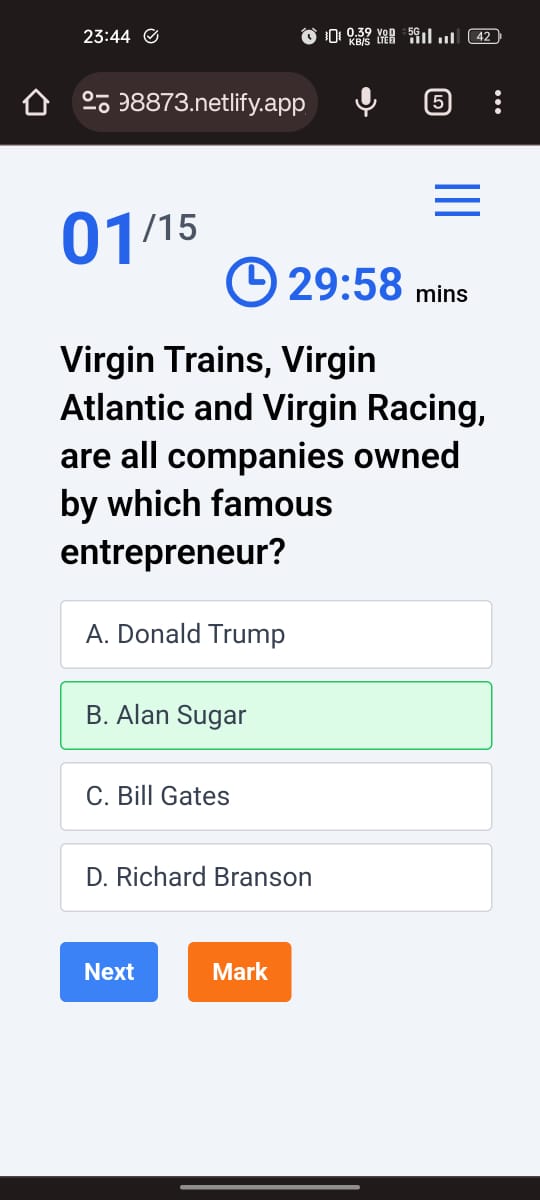 23:44
0.39 KB/S VoD LTE2 5G 42
98873.netlify.app 5
01/15
29:58 mins
Virgin Trains, Virgin
Atlantic and Virgin Racing,
are all companies owned
by which famous
entrepreneur?
A. Donald Trump
B. Alan Sugar
C. Bill Gates
D. Richard Branson
Next Mark